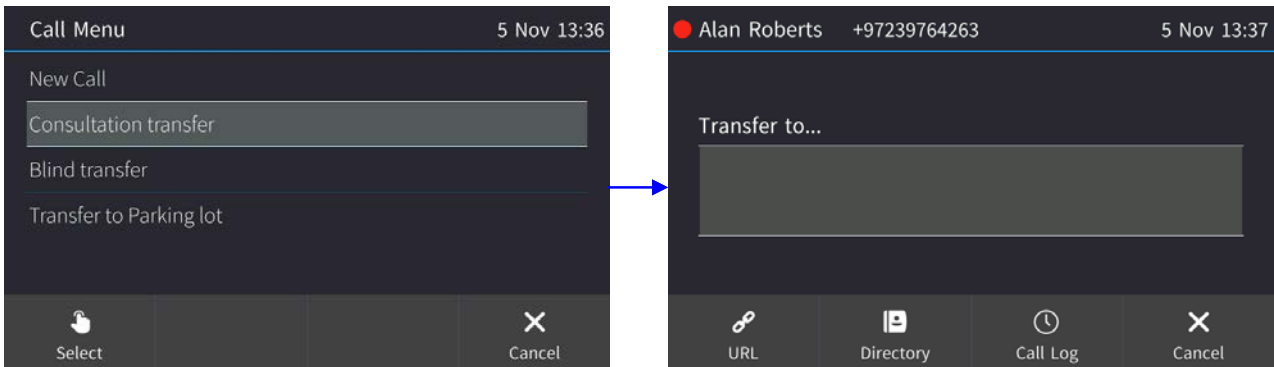 Call Menu 5 Nov 13:36
New Call
Consultation transfer
Blind transfer
Transfer to Parking lot
Select Cancel
Alan Roberts +97239764263 5 Nov 13:37
Transfer to...
URL Directory Call Log Cancel